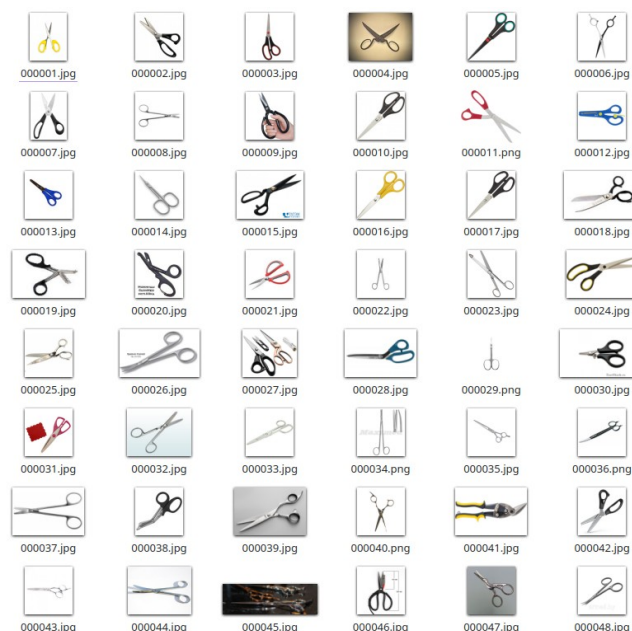 000001.jpg 000002.jpg 000003.jpg 000004.jpg 000005.jpg 000006.jpg
000007.jpg 000008.jpg 000009.jpg 000010.jpg 000011.png 000012.jpg
000013.jpg 000014.jpg 000015.jpg 000016.jpg 000017.jpg 000018.jpg
000019.jpg 000020.jpg 000021.jpg 000022.jpg 000023.jpg 000024.jpg
000025.jpg 000026.jpg 000027.jpg 000028.jpg 000029.png 000030.jpg
000031.jpg 000032.jpg 000033.jpg 000034.png 000035.jpg 000036.png
000037.jpg 000038.jpg 000039.jpg 000040.png 000041.jpg 000042.jpg
000043.jpg 000044.jpg 000045.jpg 000046.jpg 000047.jpg 000048.jpg